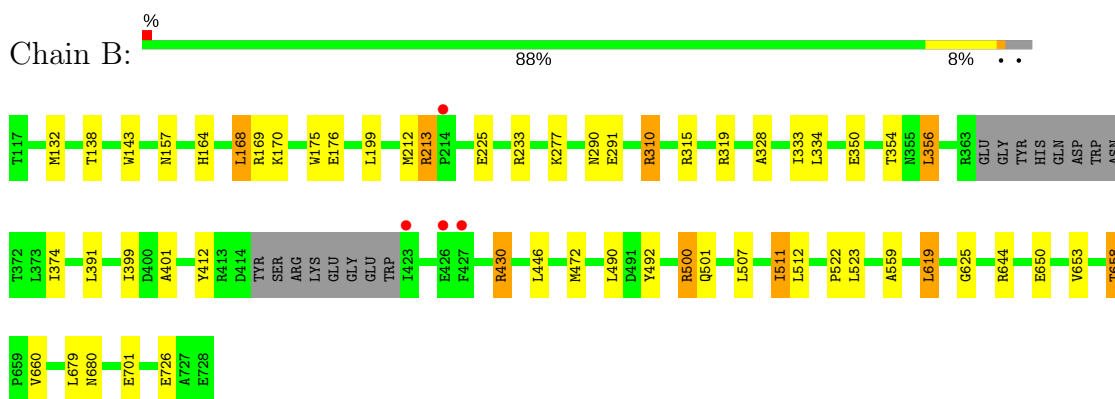 %
Chain B:
88% 8% • •
T117 M132 T138 W143 N157 H164 L168 R169 K170 W175 E176 L199 M212 R213 P214 E225 R233 K277 N290 E291 R310 R315 R319 A328 I333 L334 E350 T354 N355 L356 R363 GLU GLY TYR HIS GLN ASP TRP ASN
T372 L373 I374 L391 I399 D400 A401 Y412 R413 D414 TYR SER ARG LYS GLU GLY GLU TRP I423 E426 F427 R430 L446 M472 L490 D491 Y492 R500 Q501 L507 I511 L512 P522 L523 A559 L619 G625 R644 E650 V653 T658
P659 V660 L679 N680 E701 E726 A727 E728